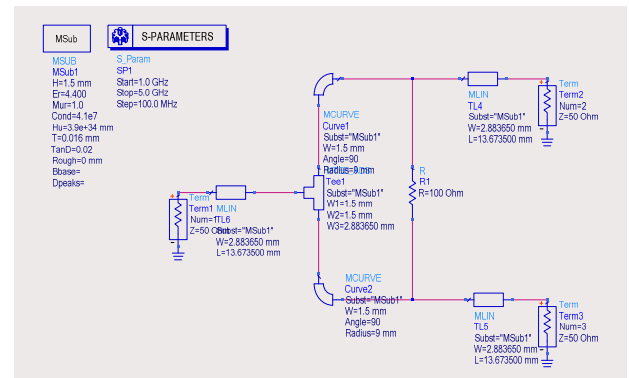 MSub
S-PARAMETERS
MSUB
MSub1
H=1.5 mm
Er=4.400
Mur=1.0
Cond=4.1e7
Hu=3.9e+34 mm
T=0.016 mm
TanD=0.02
Rough=0 mm
Bbase=
Dpeaks=
S_Param
SP1
Start=1.0 GHz
Stop=5.0 GHz
Step=100.0 MHz
MCURVE
Curve1
Subst="MSub1"
W=1.5 mm
Angle=90
Radius=9 mm
Tee1
Subst="MSub1"
W1=1.5 mm
W2=1.5 mm
W3=2.883650 mm
MLIN
TL4
Subst="MSub1"
W=2.883650 mm
L=13.673500 mm
Term
Term2
Num=2
Z=50 Ohm
R
R1
R=100 Ohm
Term
Term1
Num=1
Z=50 Ohm
MLIN
TL6
Subst="MSub1"
W=2.883650 mm
L=13.673500 mm
MCURVE
Curve2
Subst="MSub1"
W=1.5 mm
Angle=90
Radius=9 mm
MLIN
TL5
Subst="MSub1"
W=2.883650 mm
L=13.673500 mm
Term
Term3
Num=3
Z=50 Ohm